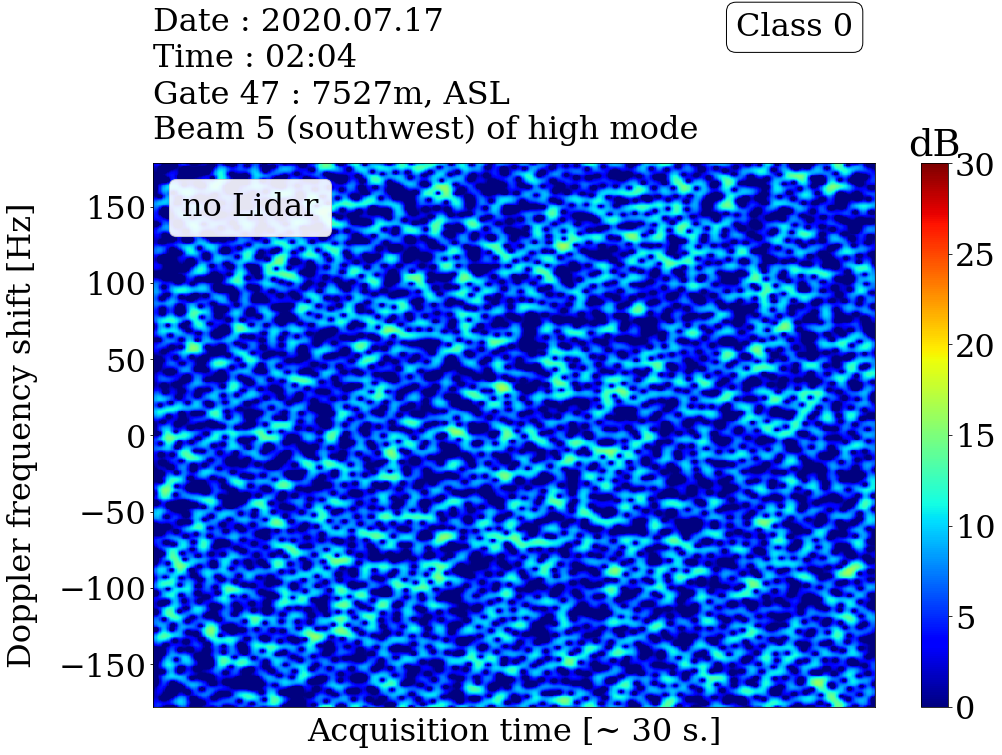 Date : 2020.07.17
Time : 02:04
Gate 47 : 7527m, ASL
Beam 5 (southwest) of high mode
Class 0
no Lidar
Doppler frequency shift [Hz]
150
100
50
0
−50
−100
−150
Acquisition time [~ 30 s.]
dB
30
25
20
15
10
5
0